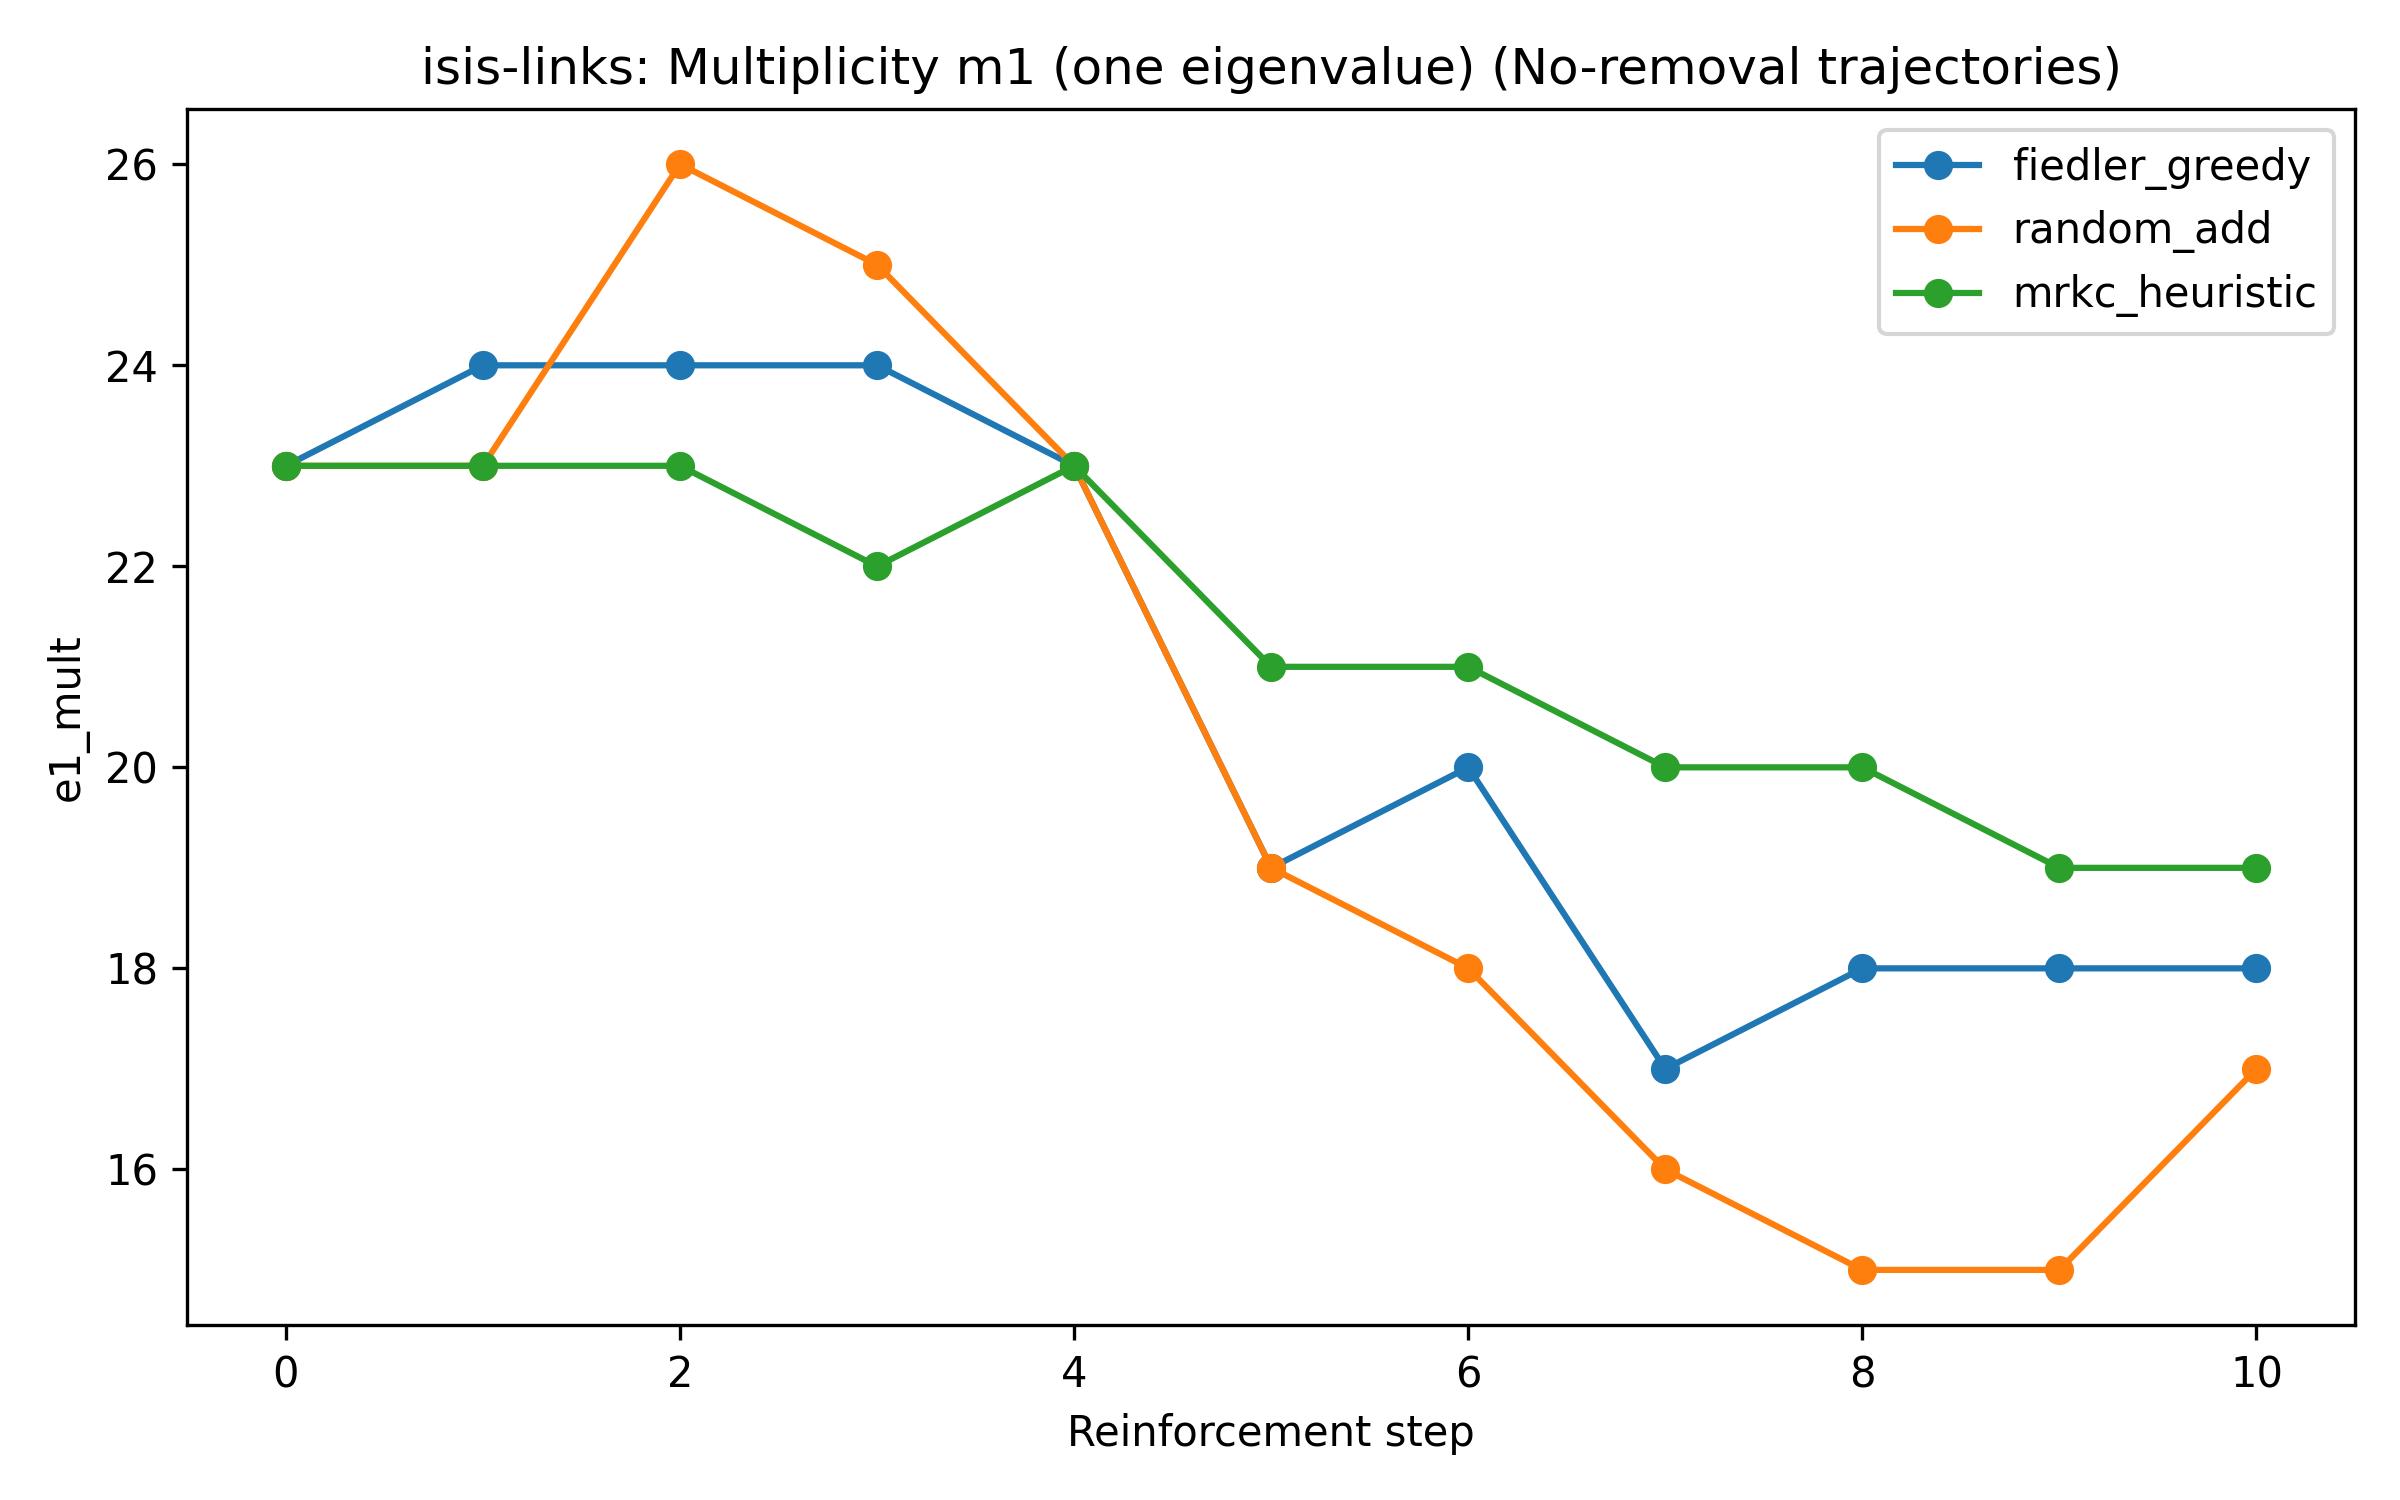 isis-links: Multiplicity m1 (one eigenvalue) (No-removal trajectories)
fiedler_greedy
random_add
mrkc_heuristic
26
24
22
20
18
16
e1_mult
0 2 4 6 8 10
Reinforcement step